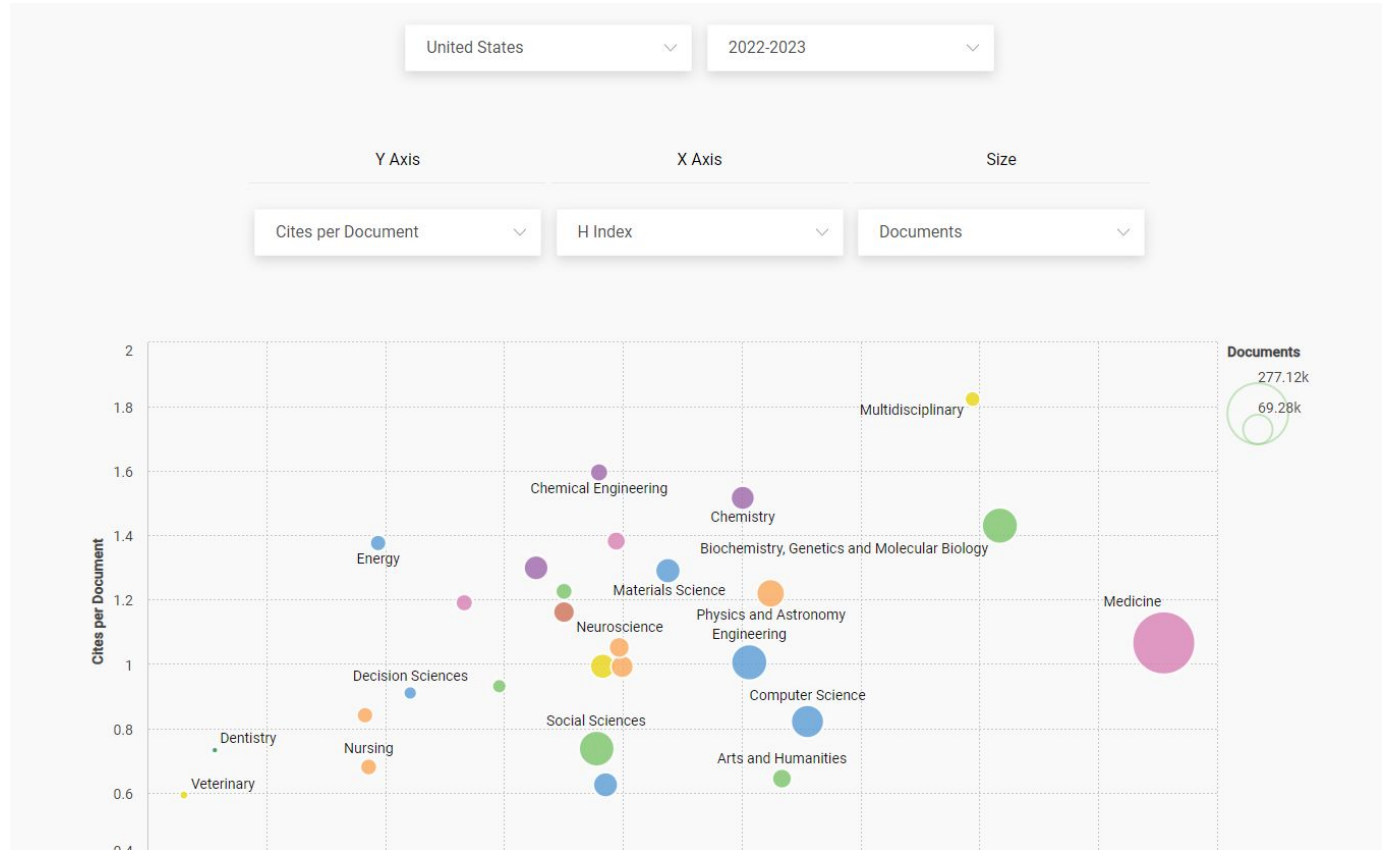 United States
2022-2023
Y Axis
X Axis
Size
Cites per Document
H Index
Documents
Documents
277.12k
69.28k
2
1.8
1.6
1.4
1.2
1
0.8
0.6
0.4
Cites per Document
Multidisciplinary
Chemical Engineering
Chemistry
Biochemistry, Genetics and Molecular Biology
Energy
Materials Science
Medicine
Physics and Astronomy
Neuroscience
Engineering
Decision Sciences
Computer Science
Social Sciences
Dentistry
Nursing
Arts and Humanities
Veterinary